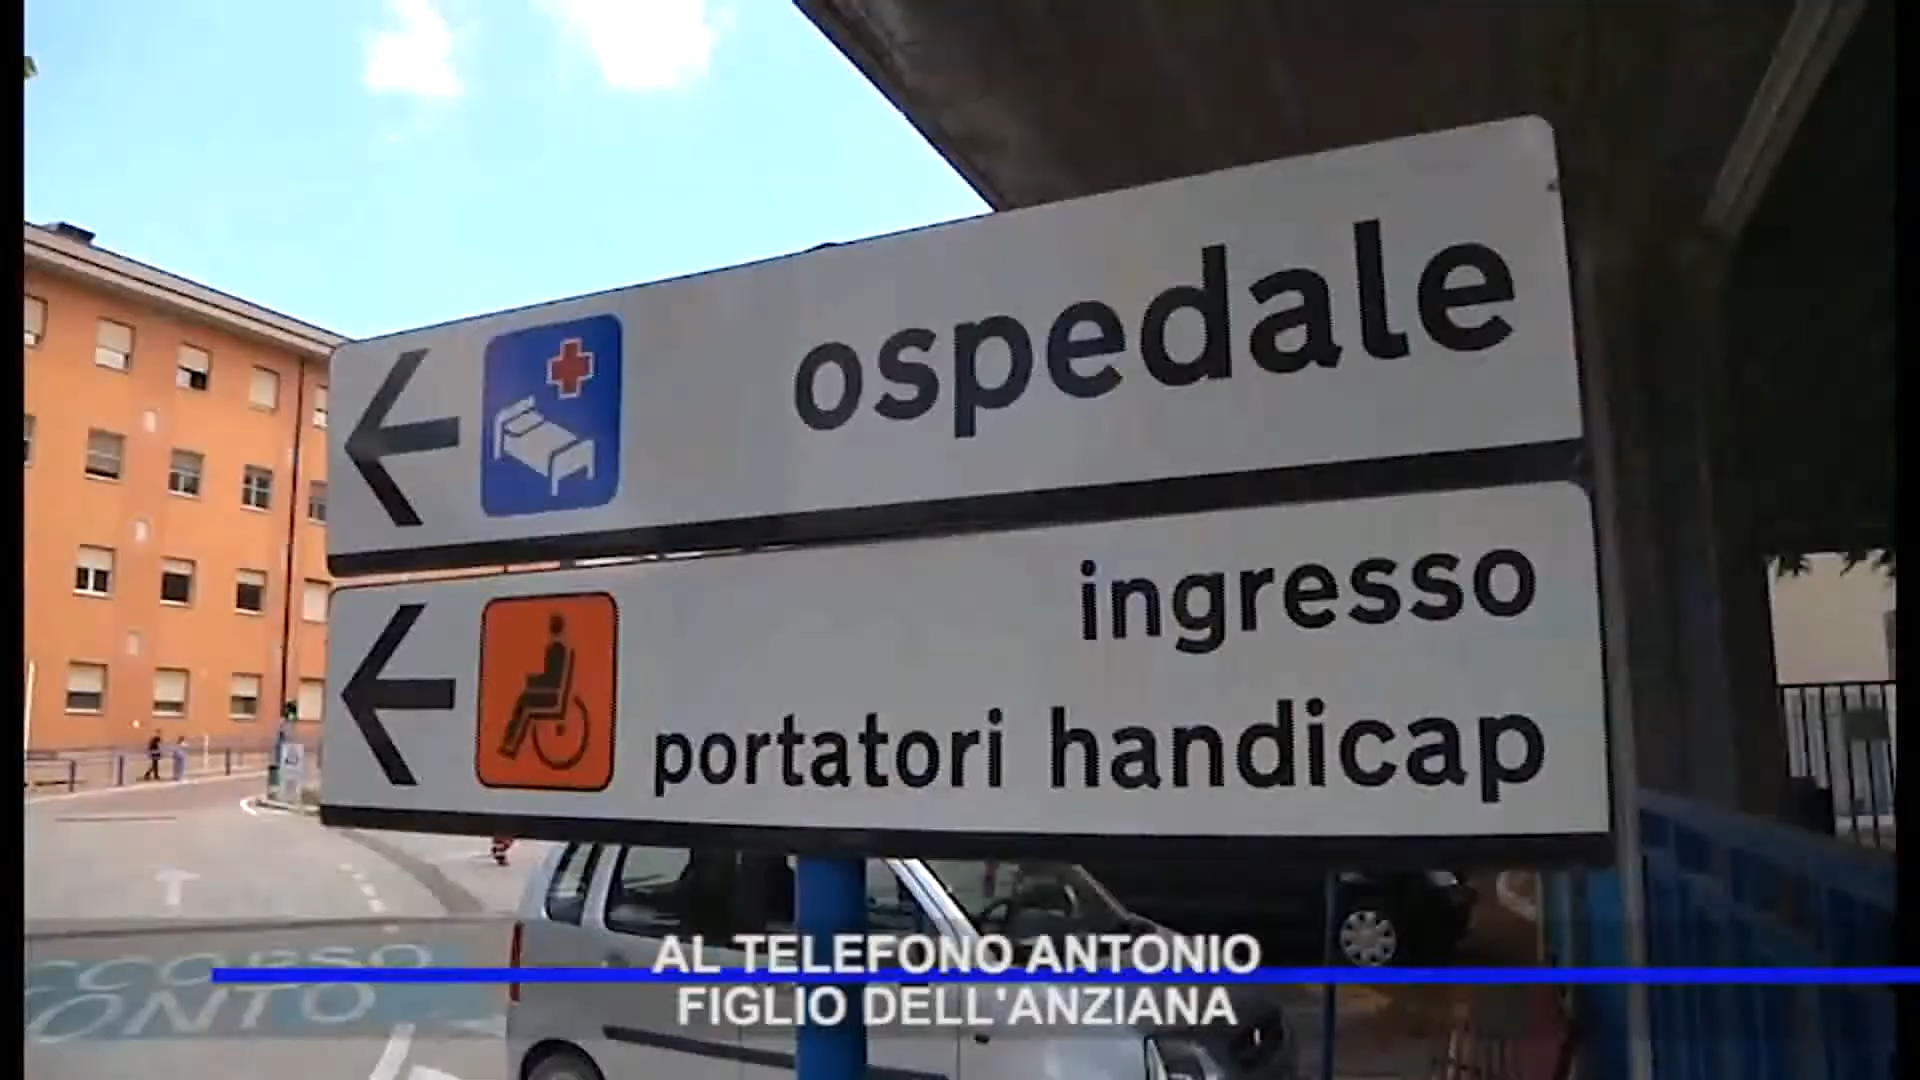 ospedale
ingresso
portatori handicap
AL TELEFONO ANTONIO
FIGLIO DELL'ANZIANA